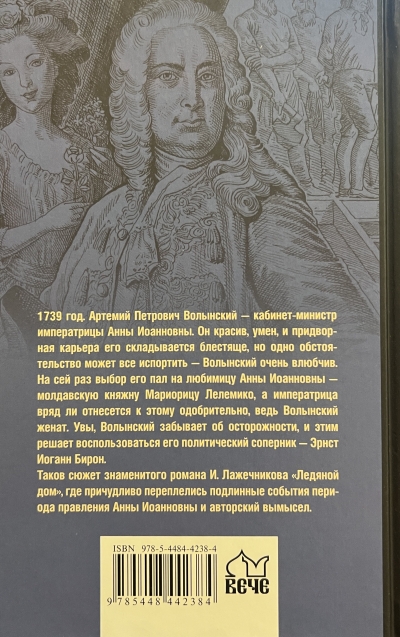 1739 год. Артемий Петрович Волынский — кабинет-министр
императрицы Анны Иоанновны. Он красив, умен, и придвор-
ная карьера его складывается блестяще, но одно обсто-
ятельство может все испортить — Волынский очень влюбчив.
На сей раз выбор его пал на любимицу Анны Иоанновны —
молдавскую княжну Мариорицу Лелемико, а императрица
вряд ли отнесется к этому одобрительно, ведь Волынский
женат. Увы, Волынский забывает об осторожности, и этим
решает воспользоваться его политический соперник — Эрнст
Иоганн Бирон.
Таков сюжет знаменитого романа И. Лажечникова «Ледяной
дом», где причудливо переплелись подлинные события пери-
ода правления Анны Иоанновны и авторский вымысел.
ISBN 978-5-4484-4238-4
9 785448 442384
ВЕЧЕ